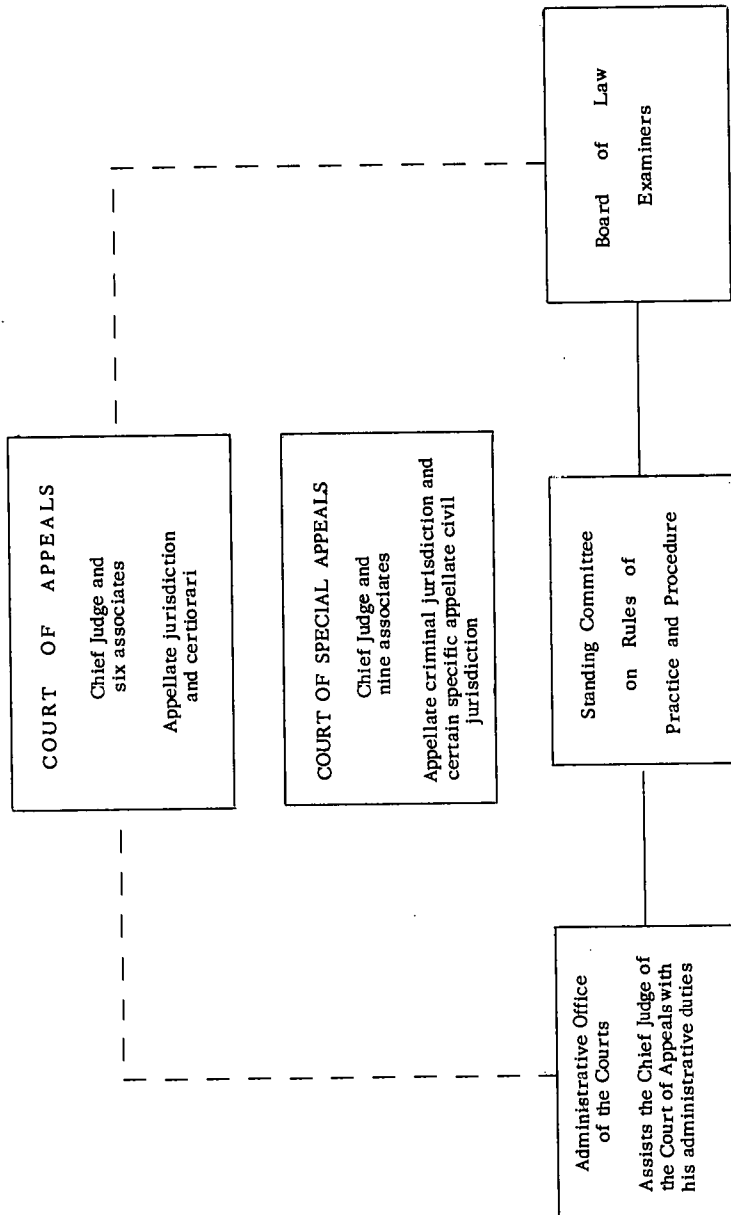 COURT OF APPEALS
Chief Judge and
six associates
Appellate jurisdiction
and certiorari
COURT OF SPECIAL APPEALS
Chief Judge and
nine associates
Appellate criminal jurisdiction and
certain specific appellate civil
jurisdiction
Administrative Office
of the Courts
Assists the Chief Judge of
the Court of Appeals with
his administrative duties
Standing Committee
on Rules of
Practice and Procedure
Board of Law
Examiners